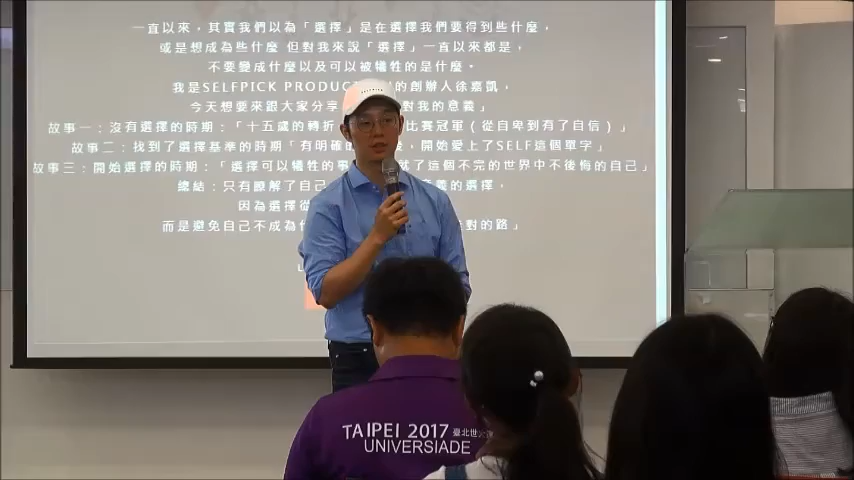 一直以來，其實我們以為「選擇」是在選擇我們要得到些什麼，
或是想成為些什麼 但對我來說「選擇」一直以來都是，
不要變成什麼以及可以被犧牲的是什麼。
我是SELFPICK PRODUCT 的創辦人徐嘉凱，
今天想要來跟大家分享 對我的意義」
故事一：沒有選擇的時期：「十五歲的轉折 比賽冠軍（從自卑到有了自信）」
故事二：找到了選擇基準的時期「有明確 後，開始愛上了SELF這個單字」
故事三：開始選擇的時期：「選擇可以犧牲的事 就了這個不完的世界中不後悔的自己」
總結：只有瞭解了自己 義的選擇，
因為選擇從
而是避免自己不成為什 絕對的路」
TAIPEI 2017 臺北世
UNIVERSIADE